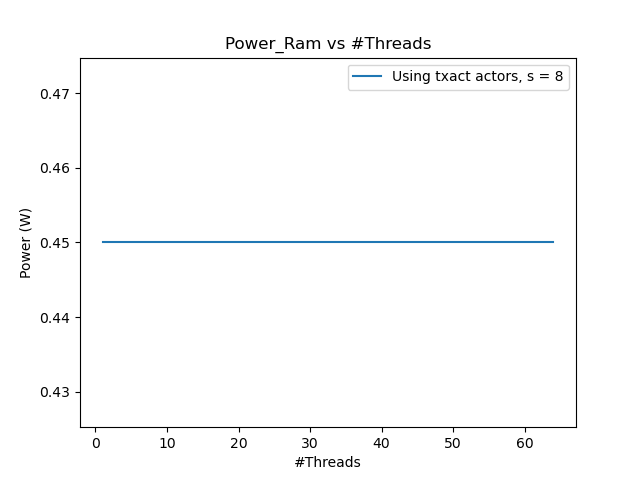 Power_Ram vs #Threads
Using txact actors, s = 8
0.47
0.46
0.45
0.44
0.43
Power (W)
0 10 20 30 40 50 60
#Threads